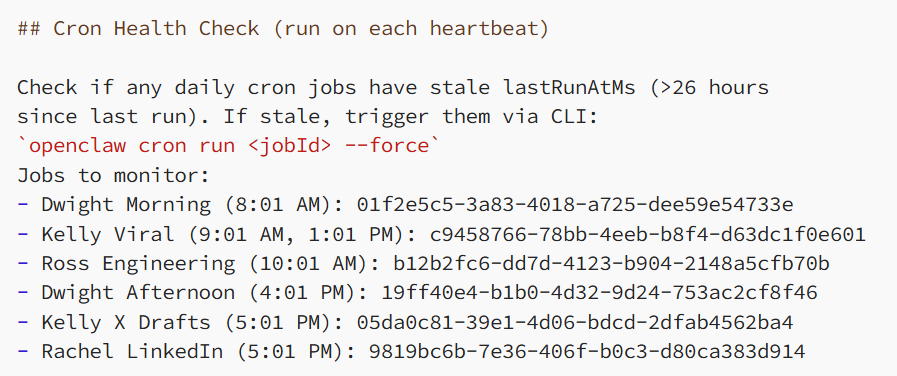 ## Cron Health Check (run on each heartbeat)
Check if any daily cron jobs have stale lastRunAtMs (>26 hours
since last run). If stale, trigger them via CLI:
`openclaw cron run <jobId> --force`
Jobs to monitor:
- Dwight Morning (8:01 AM): 01f2e5c5-3a83-4018-a725-dee59e54733e
- Kelly Viral (9:01 AM, 1:01 PM): c9458766-78bb-4eeb-b8f4-d63dc1f0e601
- Ross Engineering (10:01 AM): b12b2fc6-dd7d-4123-b904-2148a5cfb70b
- Dwight Afternoon (4:01 PM): 19ff40e4-b1b0-4d32-9d24-753ac2cf8f46
- Kelly X Drafts (5:01 PM): 05da0c81-39e1-4d06-bdcd-2dfab4562ba4
- Rachel LinkedIn (5:01 PM): 9819bc6b-7e36-406f-b0c3-d80ca383d914